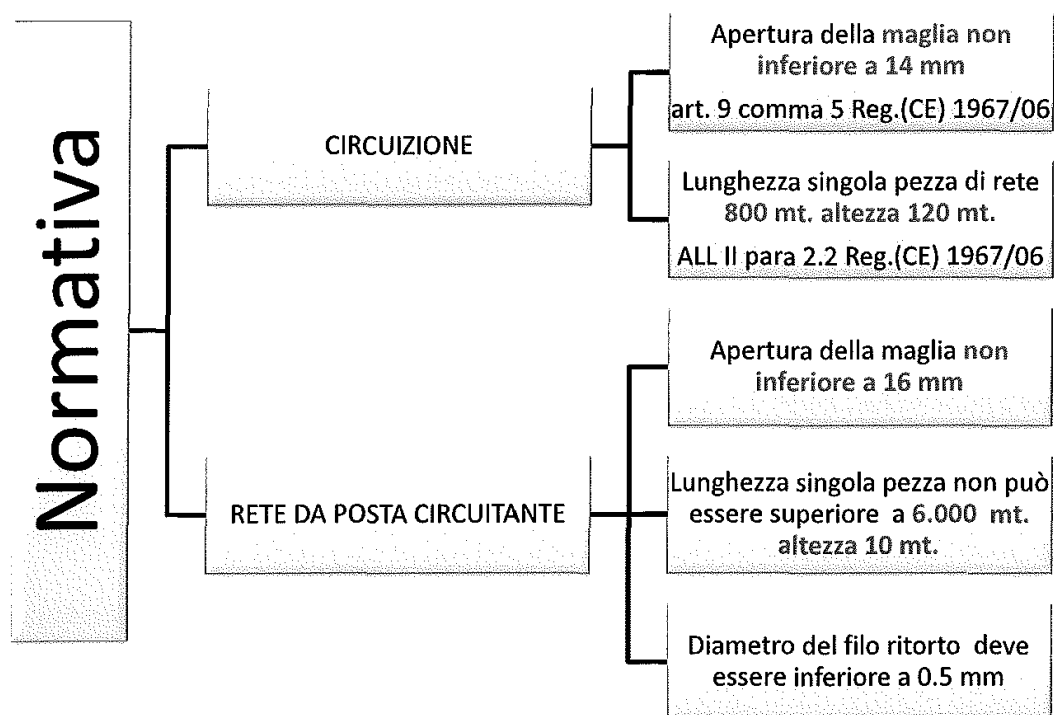 Normativa
CIRCUIZIONE
Apertura della maglia non
inferiore a 14 mm
art. 9 comma 5 Reg.(CE) 1967/06
Lunghezza singola pezza di rete
800 mt. altezza 120 mt.
ALL II para 2.2 Reg.(CE) 1967/06
RETE DA POSTA CIRCUITANTE
Apertura della maglia non
inferiore a 16 mm
Lunghezza singola pezza non può
essere superiore a 6.000 mt.
altezza 10 mt.
Diametro del filo ritorto deve
essere inferiore a 0.5 mm